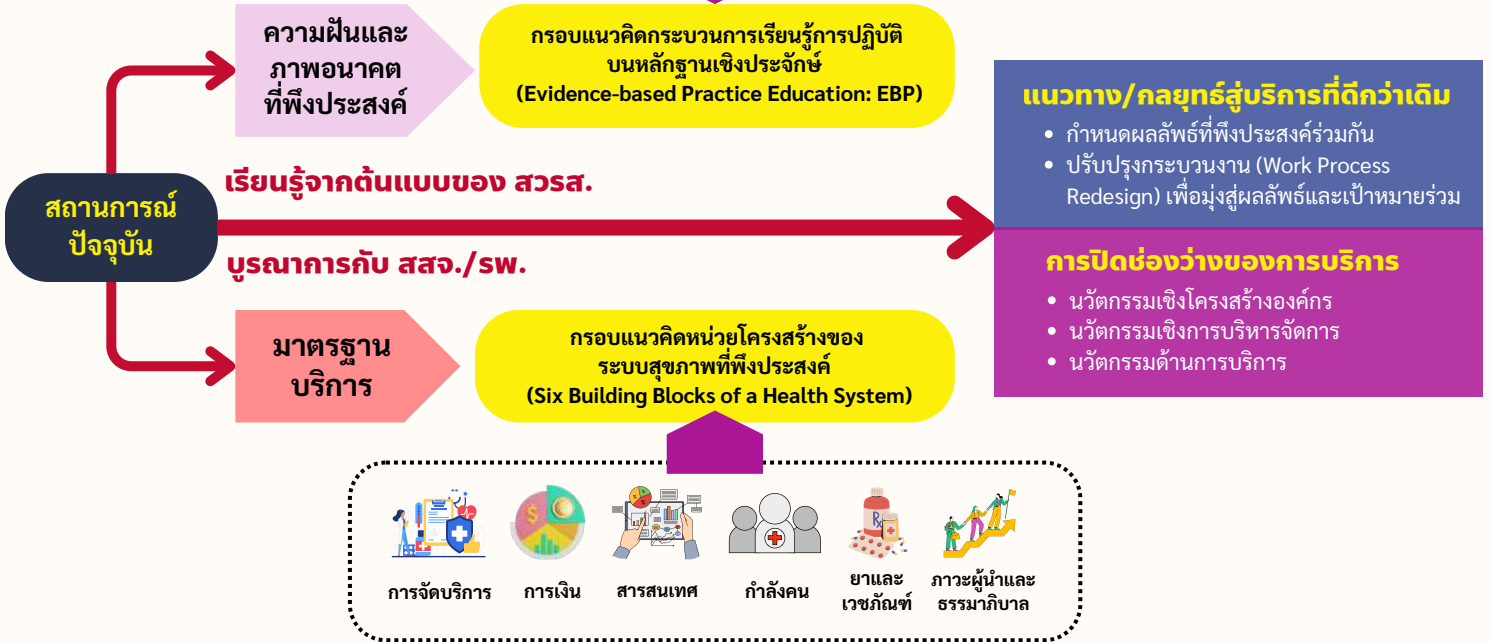 ความฝันและ
ภาพอนาคต
ที่พึงประสงค์
กรอบแนวคิดกระบวนการเรียนรู้การปฏิบัติ
บนหลักฐานเชิงประจักษ์
(Evidence-based Practice Education: EBP)
แนวทาง/กลยุทธ์สู่บริการที่ดีกว่าเดิม
• กำหนดผลลัพธ์ที่พึงประสงค์ร่วมกัน
• ปรับปรุงกระบวนงาน (Work Process
Redesign) เพื่อมุ่งสู่ผลลัพธ์และเป้าหมายร่วม
สถานการณ์
ปัจจุบัน
เรียนรู้จากต้นแบบของ สวรส.
บูรณาการกับ สสจ./รพ.
การปิดช่องว่างของการบริการ
• นวัตกรรมเชิงโครงสร้างองค์กร
• นวัตกรรมเชิงการบริหารจัดการ
• นวัตกรรมด้านการบริการ
มาตรฐาน
บริการ
กรอบแนวคิดหน่วยโครงสร้างของ
ระบบสุขภาพที่พึงประสงค์
(Six Building Blocks of a Health System)
การจัดบริการ
การเงิน
สารสนเทศ
กำลังคน
ยาและ
เวชภัณฑ์
ภาวะผู้นำและ
ธรรมาภิบาล